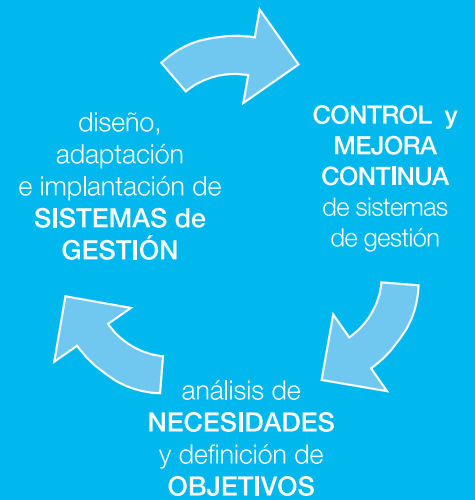 diseño,
adaptación
e implantación de
SISTEMAS de
GESTIÓN
CONTROL y
MEJORA
CONTINUA
de sistemas
de gestión
análisis de
NECESIDADES
y definición de
OBJETIVOS